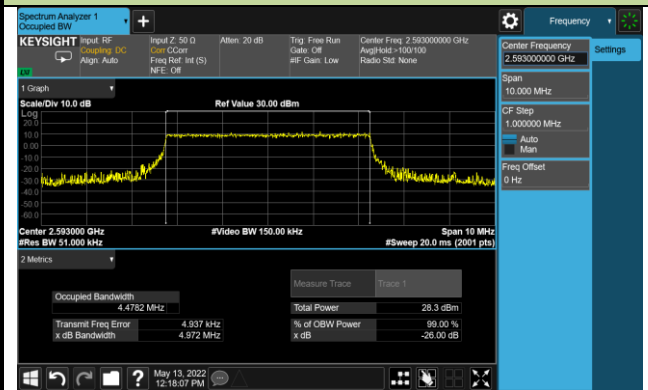 Spectrum Analyzer 1
Occupied BW
Frequency
KEYSIGHT
Input: RF
Coupling: DC
Align: Auto
Input Z: 50 Ω
Corr CCorr
Freq Ref: Int (S)
NFE: Off
Atten: 20 dB
Trig: Free Run
Gate: Off
#IF Gain: Low
Center Freq: 2.593000000 GHz
Avg|Hold:>100/100
Radio Std: None
Center Frequency
2.593000000 GHz
Settings
Span
10.000 MHz
CF Step
1.000000 MHz
Auto
Man
Freq Offset
0 Hz
1 Graph
Scale/Div 10.0 dB
Ref Value 30.00 dBm
Log
20.0
10.0
0.00
-10.0
-20.0
-30.0
-40.0
-50.0
-60.0
Center 2.593000 GHz
#Video BW 150.00 kHz
Span 10 MHz
#Res BW 51.000 kHz
#Sweep 20.0 ms (2001 pts)
2 Metrics
Measure Trace
Trace 1
Occupied Bandwidth
4.4782 MHz
Total Power
28.3 dBm
Transmit Freq Error
4.937 kHz
% of OBW Power
99.00 %
x dB Bandwidth
4.972 MHz
x dB
-26.00 dB
?
May 13, 2022
12:18:07 PM